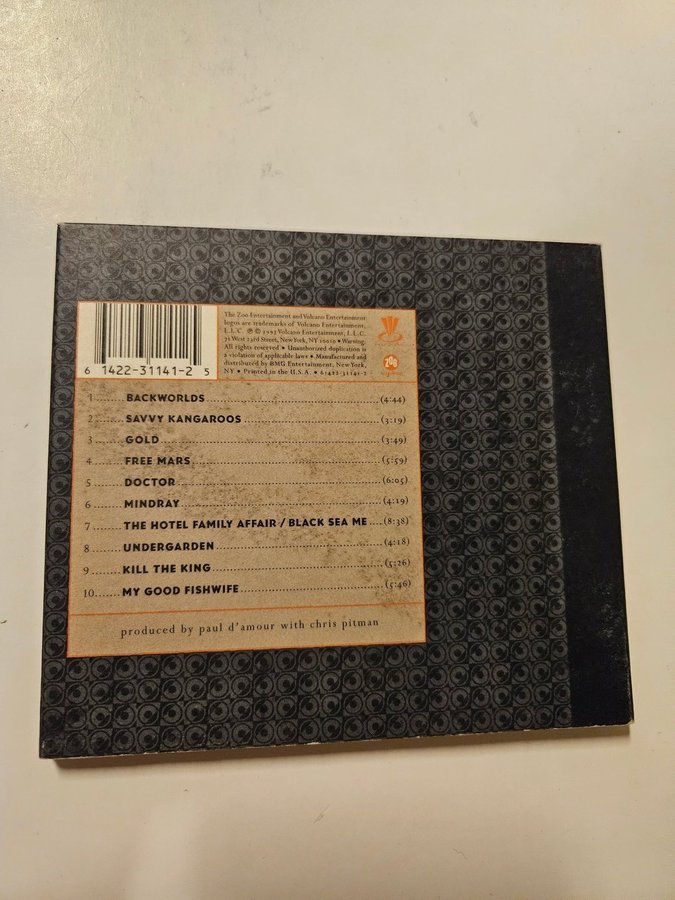 6 14222-31141-2 5
The Zoo Entertainment and Volcano Entertainment
logos are trademarks of Volcano Entertainment,
L.L.C. ℗ © 1997 Volcano Entertainment, L.L.C.
72 West 23rd Street, New York, NY 10010 • Warning.
All rights reserved • Unauthorized duplication is
a violation of applicable laws • Manufactured and
distributed by BMG Entertainment, New York,
NY • Printed in the U.S.A. • 61422-31141-2
zoo
1.......BACKWORLDS.......(4:44)
2.......SAVVY KANGAROOS.......(3:19)
3.......GOLD.......(3:49)
4.......FREE MARS.......(5:59)
5.......DOCTOR.......(6:05)
6.......MINDRAY.......(4:19)
7.......THE HOTEL FAMILY AFFAIR / BLACK SEA ME....(8:38)
8.......UNDERGARDEN.......(4:18)
9.......KILL THE KING.......(5:26)
10.......MY GOOD FISHWIFE.......(5:46)
produced by paul d'amour with chris pitman